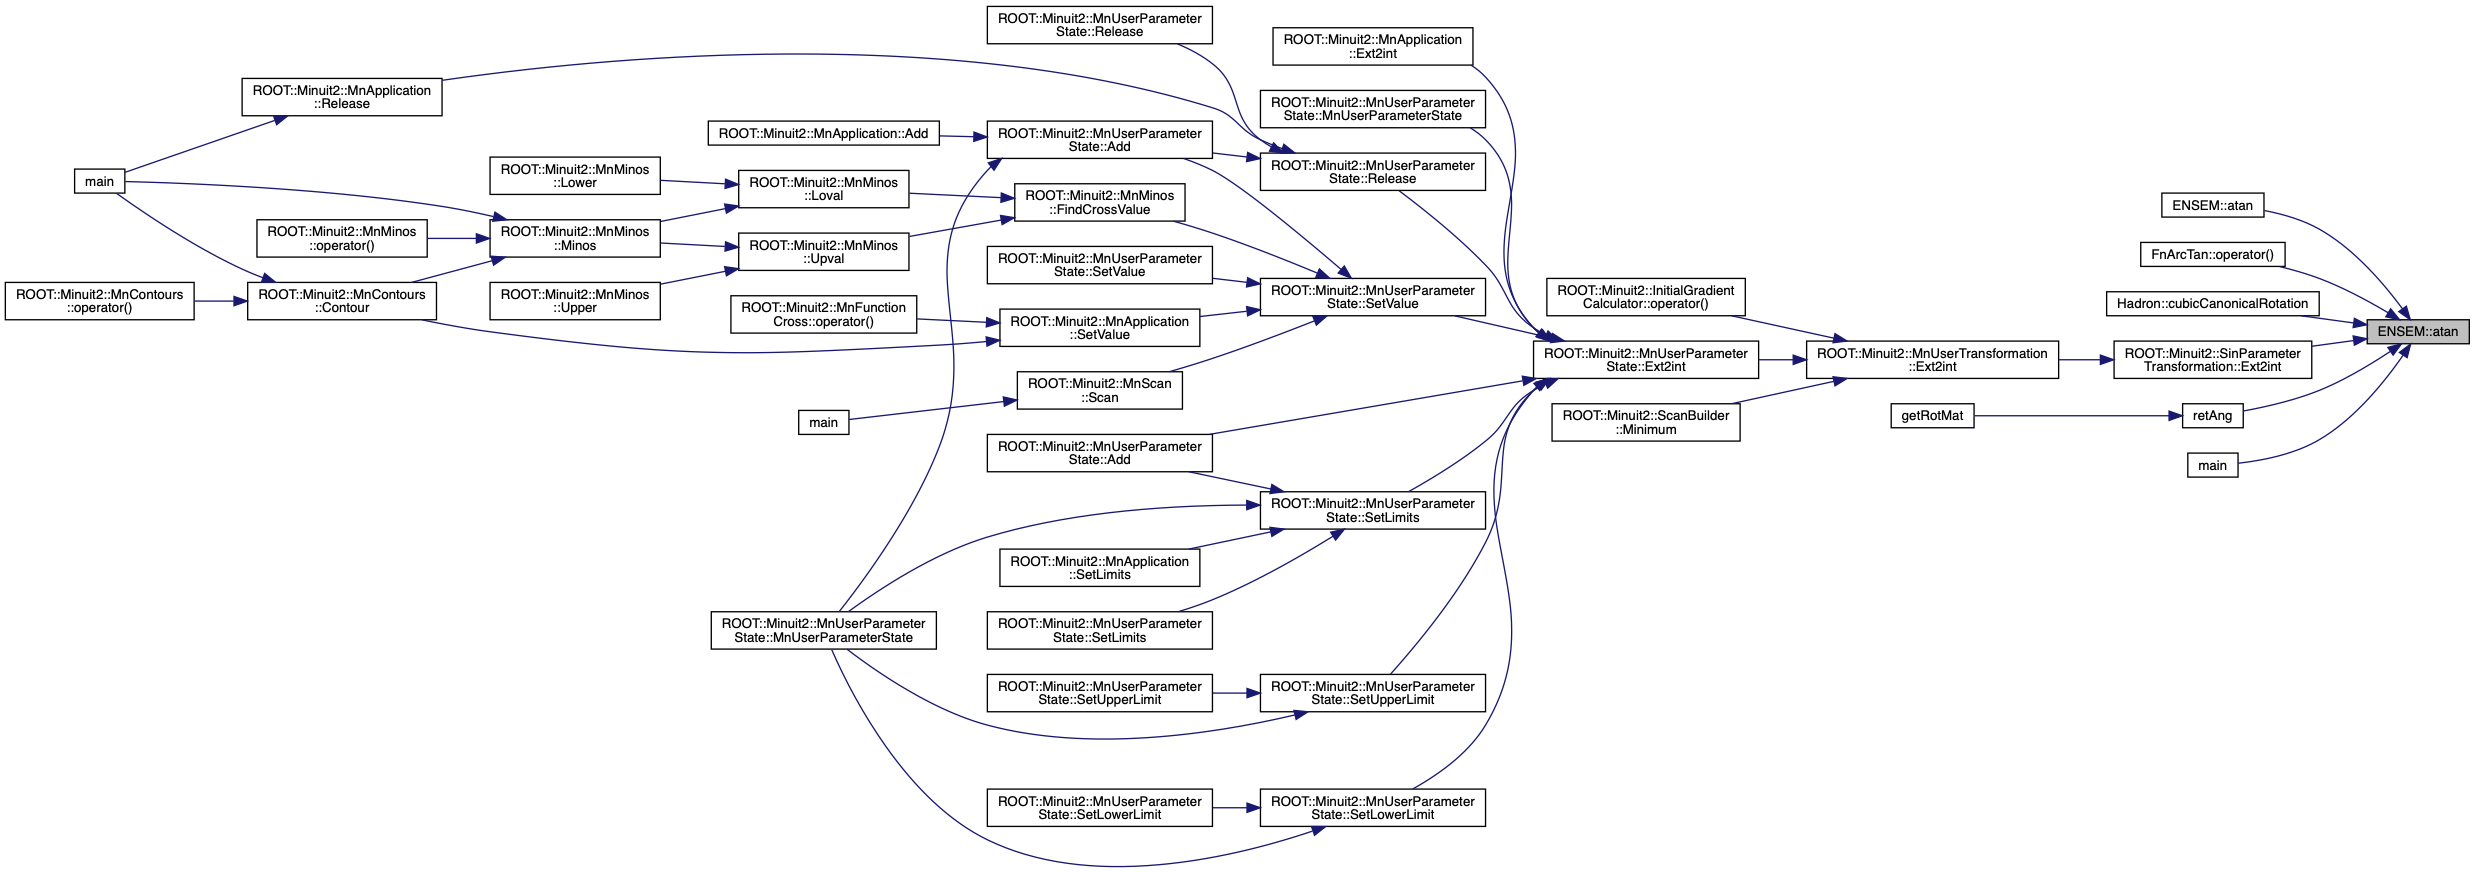 ROOT::Minuit2::MnUserParameter
State::Release
ROOT::Minuit2::MnApplication
::Ext2int
ROOT::Minuit2::MnApplication
::Release
ROOT::Minuit2::MnUserParameter
State::MnUserParameterState
ROOT::Minuit2::MnApplication::Add
ROOT::Minuit2::MnUserParameter
State::Add
ROOT::Minuit2::MnUserParameter
State::Release
main
ROOT::Minuit2::MnMinos
::Lower
ROOT::Minuit2::MnMinos
::Loval
ROOT::Minuit2::MnMinos
::FindCrossValue
ENSEM::atan
ROOT::Minuit2::MnMinos
::operator()
ROOT::Minuit2::MnMinos
::Minos
ROOT::Minuit2::MnMinos
::Upval
ROOT::Minuit2::MnUserParameter
State::SetValue
FnArcTan::operator()
ROOT::Minuit2::MnContours
::operator()
ROOT::Minuit2::MnContours
::Contour
ROOT::Minuit2::MnMinos
::Upper
ROOT::Minuit2::MnFunction
Cross::operator()
ROOT::Minuit2::MnApplication
::SetValue
ROOT::Minuit2::MnUserParameter
State::SetValue
ROOT::Minuit2::InitialGradient
Calculator::operator()
Hadron::cubicCanonicalRotation
ENSEM::atan
ROOT::Minuit2::MnUserParameter
State::Ext2int
ROOT::Minuit2::MnUserTransformation
::Ext2int
ROOT::Minuit2::SinParameter
Transformation::Ext2int
ROOT::Minuit2::MnScan
::Scan
main
ROOT::Minuit2::ScanBuilder
::Minimum
getRotMat
retAng
ROOT::Minuit2::MnUserParameter
State::Add
main
ROOT::Minuit2::MnUserParameter
State::SetLimits
ROOT::Minuit2::MnApplication
::SetLimits
ROOT::Minuit2::MnUserParameter
State::MnUserParameterState
ROOT::Minuit2::MnUserParameter
State::SetLimits
ROOT::Minuit2::MnUserParameter
State::SetUpperLimit
ROOT::Minuit2::MnUserParameter
State::SetUpperLimit
ROOT::Minuit2::MnUserParameter
State::SetLowerLimit
ROOT::Minuit2::MnUserParameter
State::SetLowerLimit